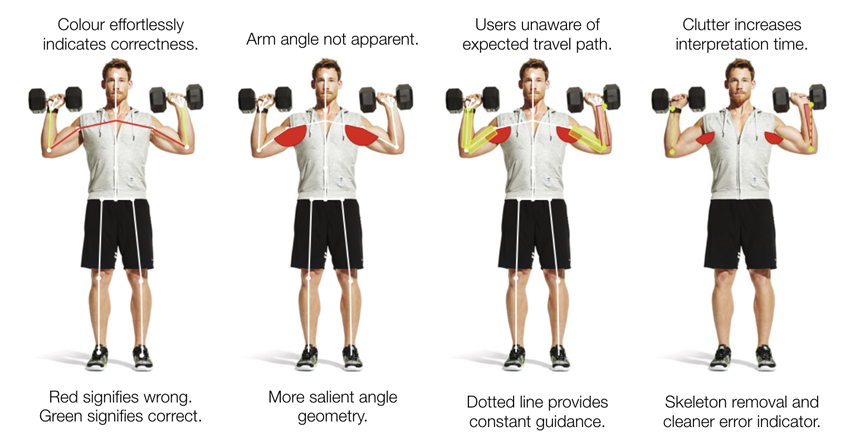 Colour effortlessly
indicates correctness.
Arm angle not apparent.
Users unaware of
expected travel path.
Clutter increases
interpretation time.
Red signifies wrong.
Green signifies correct.
More salient angle
geometry.
Dotted line provides
constant guidance.
Skeleton removal and
cleaner error indicator.